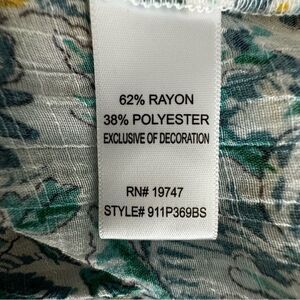 62% RAYON
38% POLYESTER
EXCLUSIVE OF DECORATION
RN# 19747
STYLE# 911P369BS